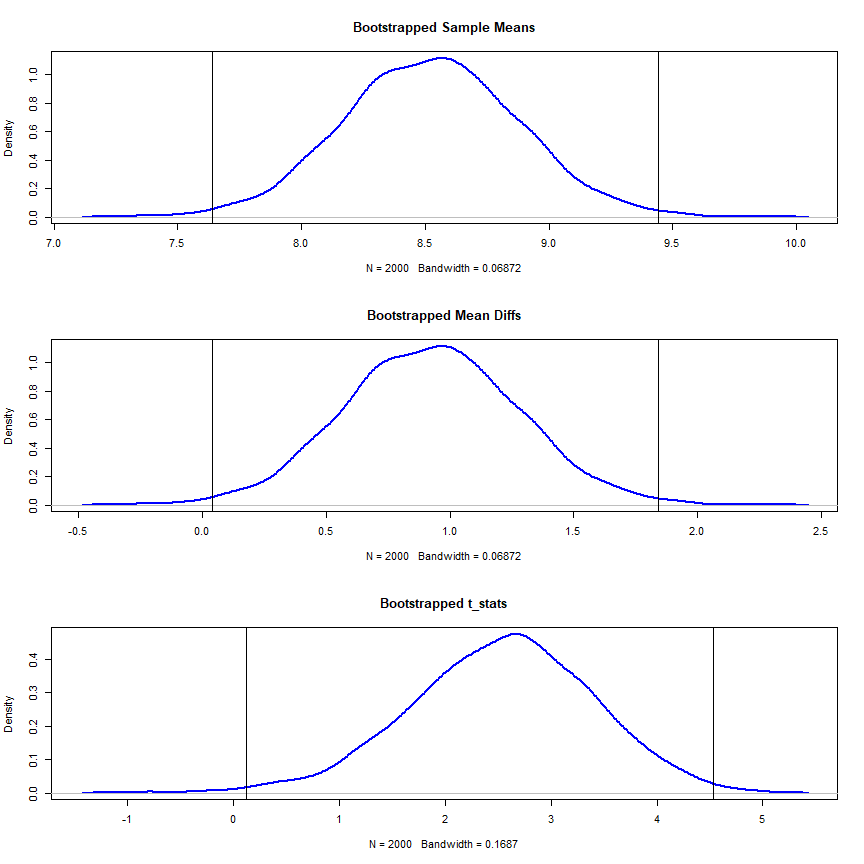 Bootstrapped Sample Means
Density
0.0 0.2 0.4 0.6 0.8 1.0
7.0 7.5 8.0 8.5 9.0 9.5 10.0
N = 2000 Bandwidth = 0.06872
Bootstrapped Mean Diffs
Density
0.0 0.2 0.4 0.6 0.8 1.0
-0.5 0.0 0.5 1.0 1.5 2.0 2.5
N = 2000 Bandwidth = 0.06872
Bootstrapped t_stats
Density
0.0 0.1 0.2 0.3 0.4
-1 0 1 2 3 4 5
N = 2000 Bandwidth = 0.1687